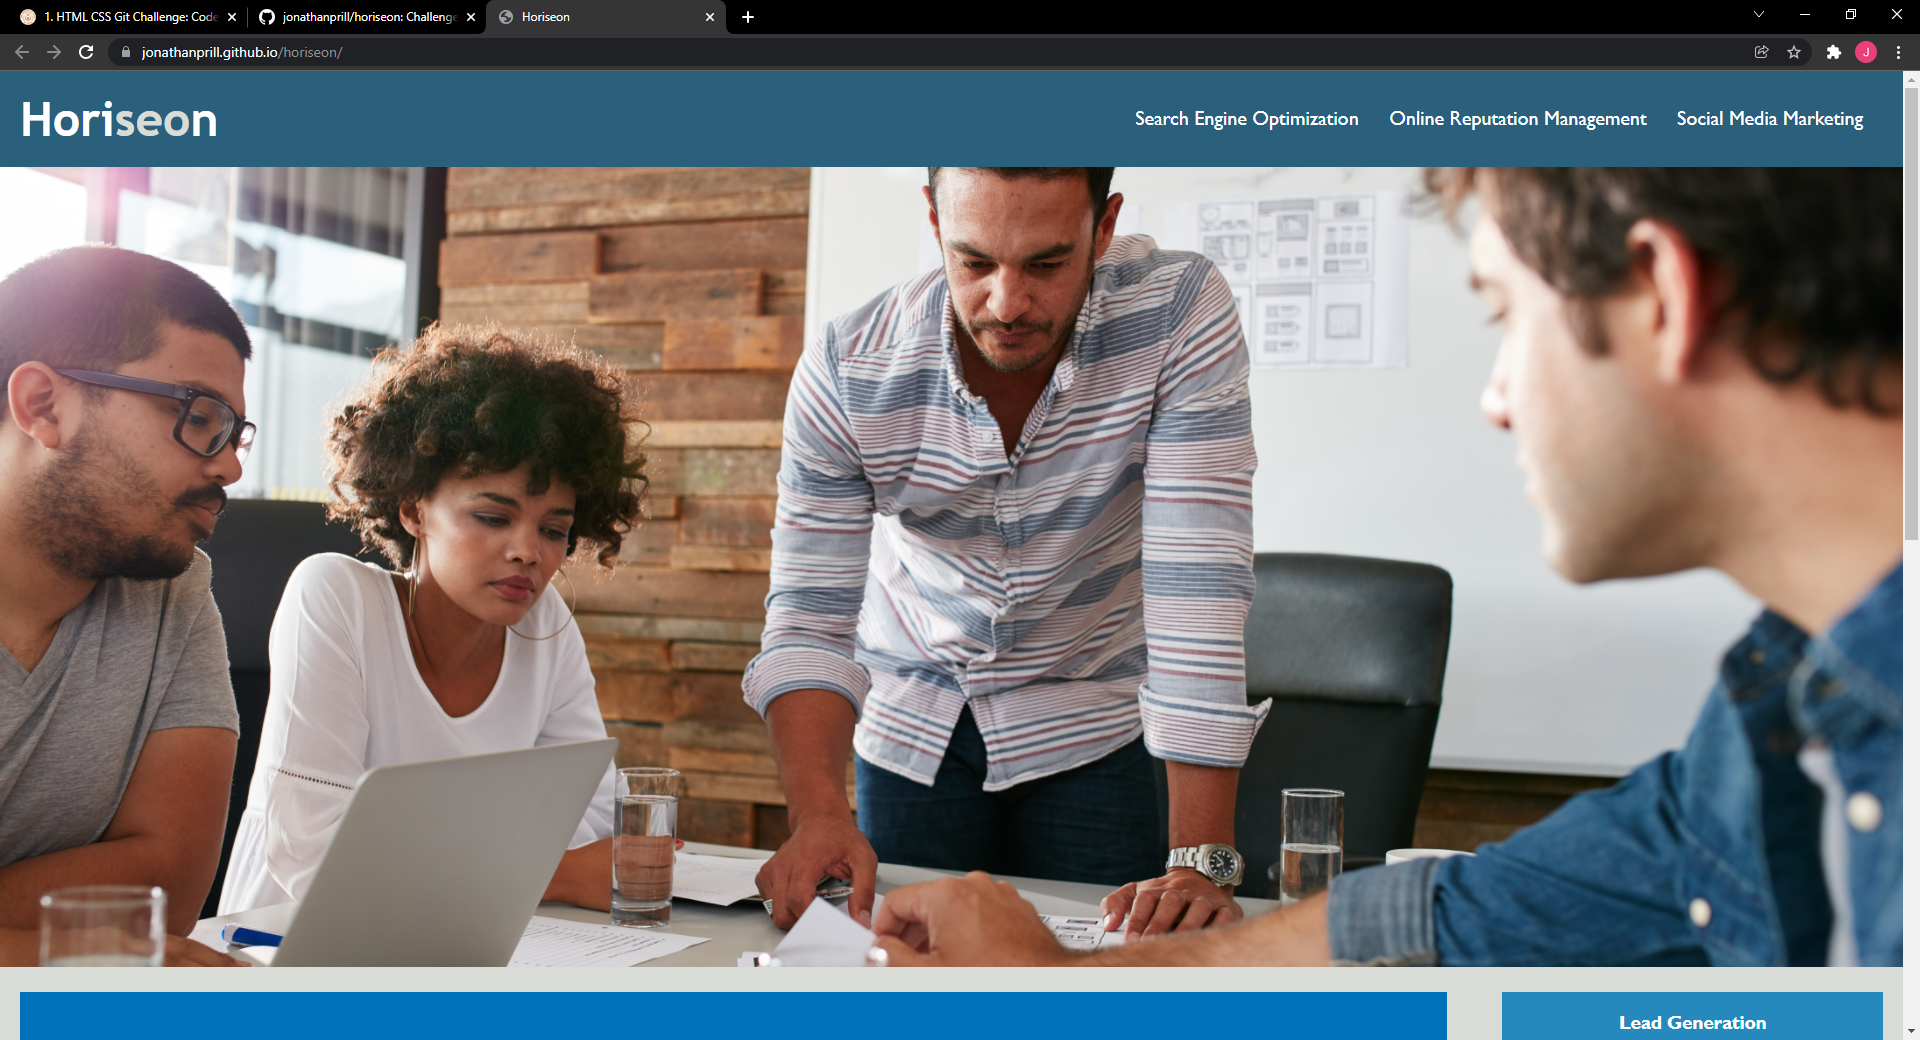 1. HTML CSS Git Challenge: Code
jonathanprill/horiseon: Challenge
Horiseon
jonathanprill.github.io/horiseon/
J
Horiseon
Search Engine Optimization
Online Reputation Management
Social Media Marketing
Lead Generation